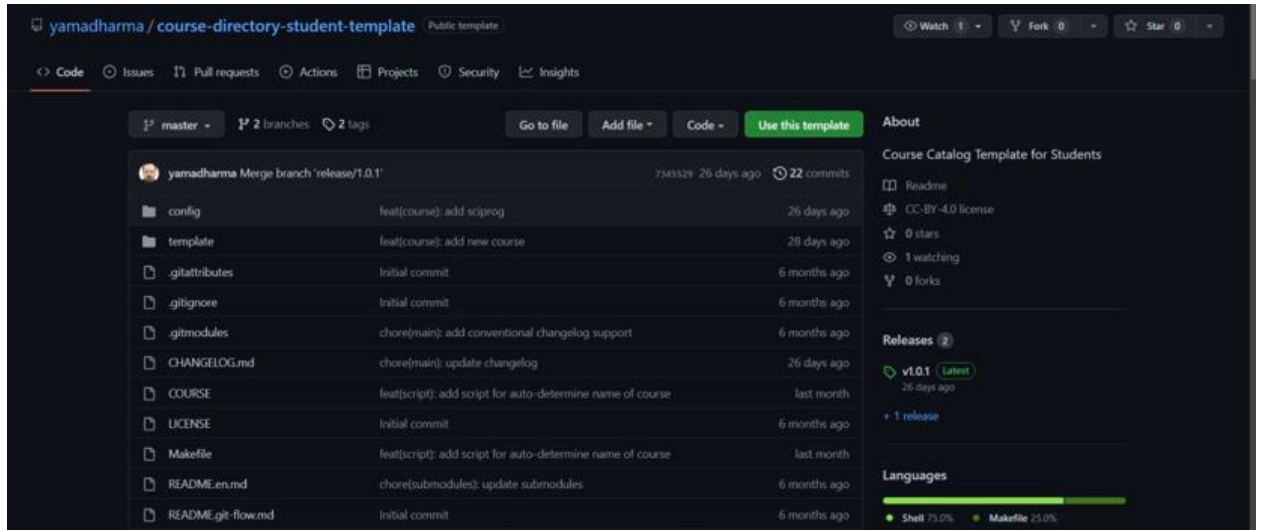 yamadharma / course-directory-student-template Public template
Watch 1 Fork 0 Star 0
<> Code Issues Pull requests Actions Projects Security Insights
master 2 branches 2 tags Go to file Add file Code Use this template
yamadharma Merge branch 'release/1.0.1' 7345529 26 days ago 22 commits
config feat(course): add sciprog 26 days ago
template feat(course): add new course 28 days ago
.gitattributes Initial commit 6 months ago
.gitignore Initial commit 6 months ago
.gitmodules chore(main): add conventional changelog support 6 months ago
CHANGELOG.md chore(main): update changelog 26 days ago
COURSE feat(script): add script for auto-determine name of course last month
LICENSE Initial commit 6 months ago
Makefile feat(script): add script for auto-determine name of course last month
README.en.md chore(submodules): update submodules 6 months ago
README.git-flow.md Initial commit 6 months ago
About
Course Catalog Template for Students
Readme
CC-BY-4.0 license
0 stars
1 watching
0 forks
Releases 2
v1.0.1 Latest
26 days ago
+ 1 release
Languages
Shell 75.0% Makefile 25.0%